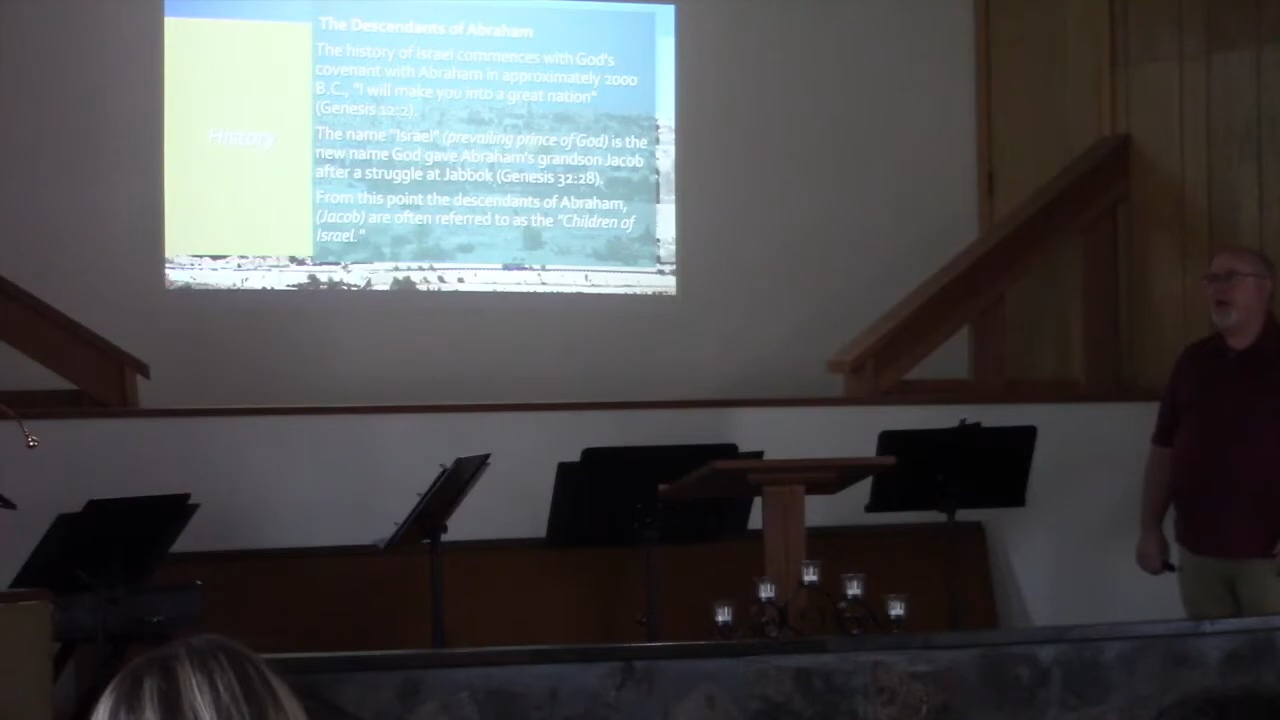 The Descendants of Abraham
The history of Israel commences with God's
covenant with Abraham in approximately 2000
B.C., "I will make you into a great nation"
(Genesis 12:2).
History
The name "Israel" (prevailing prince of God) is the
new name God gave Abraham's grandson Jacob
after a struggle at Jabbok (Genesis 32:28).
From this point the descendants of Abraham,
(Jacob) are often referred to as the "Children of
Israel."